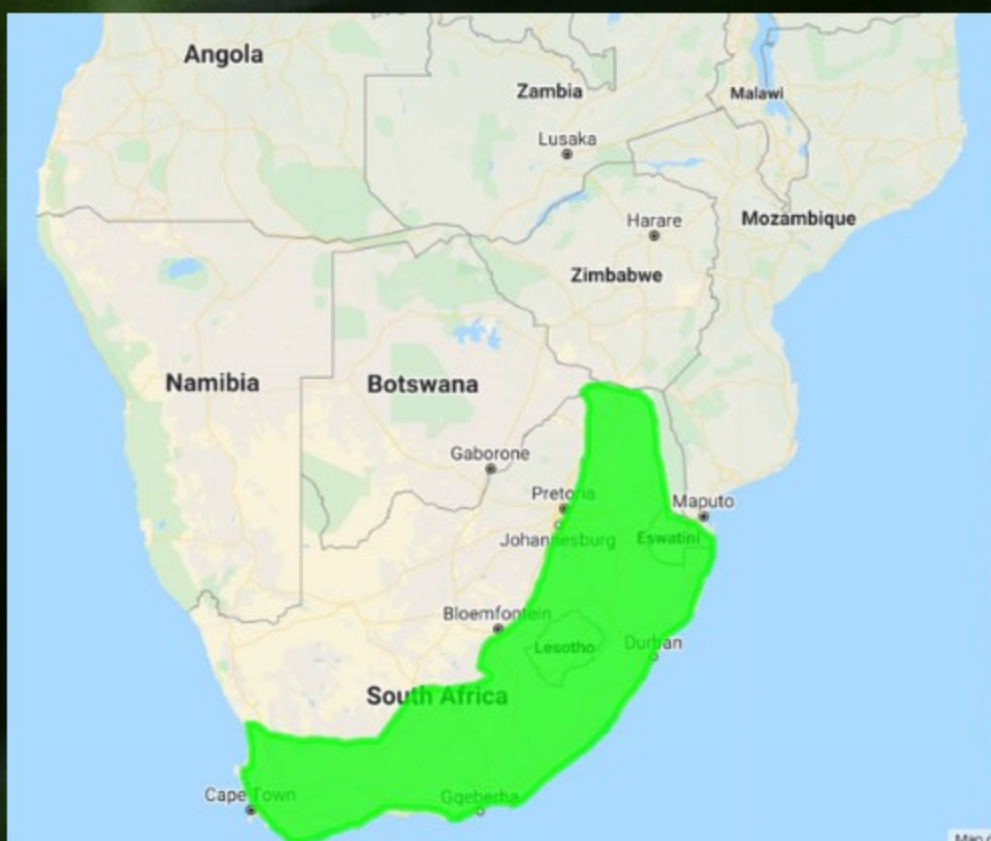 Angola
Zambia
Malawi
Lusaka
Harare
Mozambique
Zimbabwe
Namibia
Botswana
Gaborone
Pretoria
Maputo
Johannesburg
Eswatini
Bloemfontein
Lesotho
Durban
South Africa
Cape Town
Gqeberha
Map